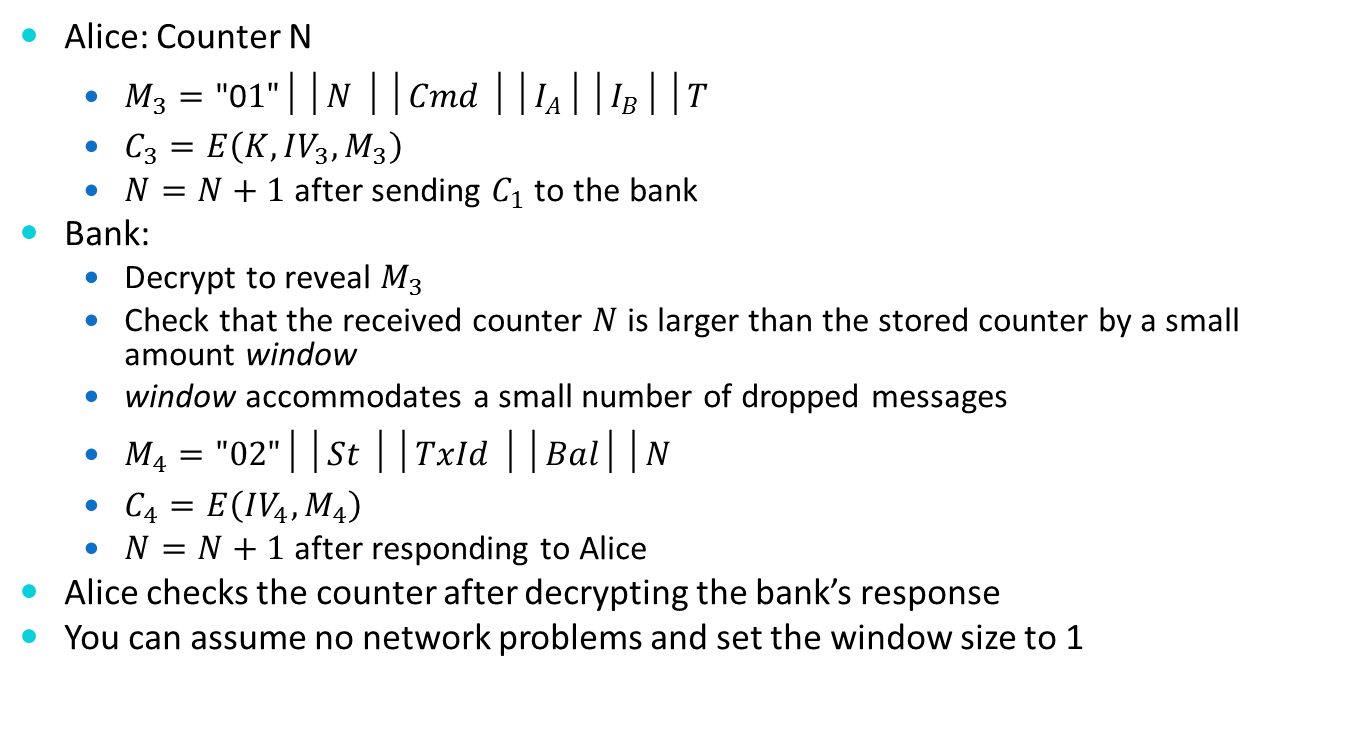 • Alice: Counter N
• M₃ = "01"||N ||Cmd ||I_A||I_B||T
• C₃ = E(K, IV₃, M₃)
• N = N + 1 after sending C₁ to the bank
• Bank:
• Decrypt to reveal M₃
• Check that the received counter N is larger than the stored counter by a small
amount window
• window accommodates a small number of dropped messages
• M₄ = "02"||St ||TxId ||Bal||N
• C₄ = E(IV₄, M₄)
• N = N + 1 after responding to Alice
• Alice checks the counter after decrypting the bank’s response
• You can assume no network problems and set the window size to 1